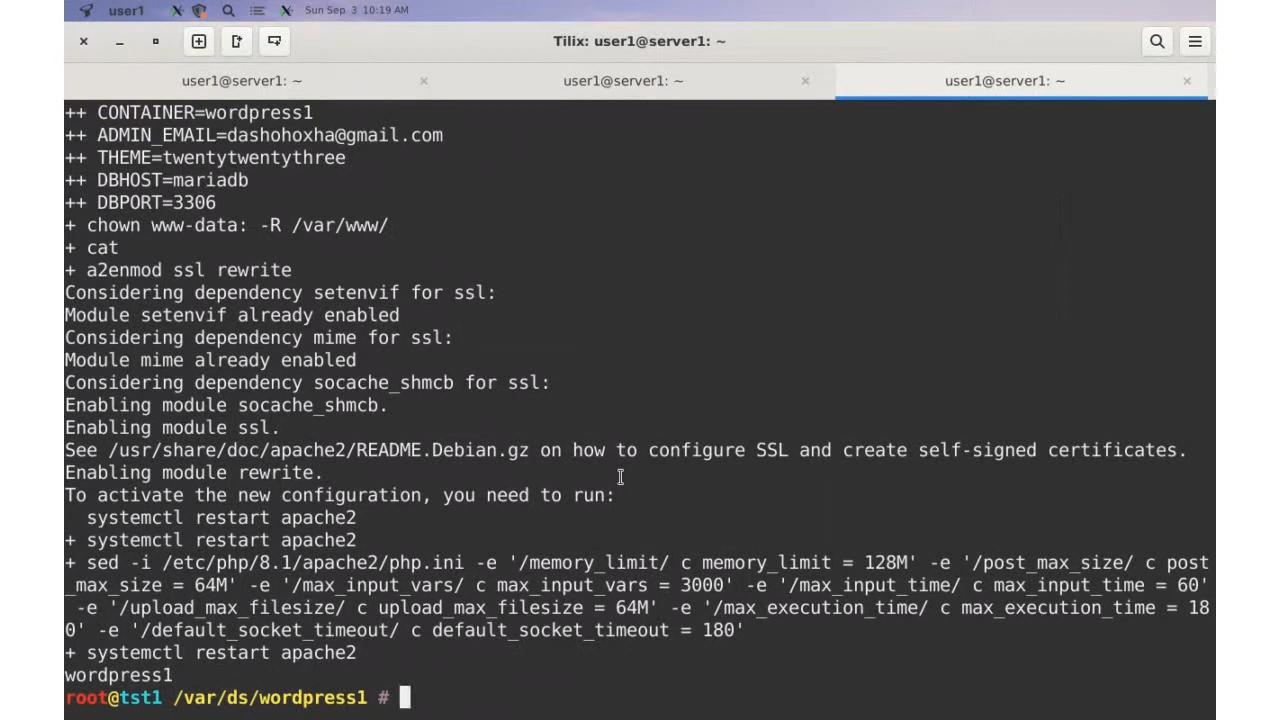 user1 Sun Sep 3 10:19 AM
Tilix: user1@server1: ~
user1@server1: ~ user1@server1: ~ user1@server1: ~
++ CONTAINER=wordpress1
++ ADMIN_EMAIL=dashohoxha@gmail.com
++ THEME=twentytwentythree
++ DBHOST=mariadb
++ DBPORT=3306
+ chown www-data: -R /var/www/
+ cat
+ a2enmod ssl rewrite
Considering dependency setenvif for ssl:
Module setenvif already enabled
Considering dependency mime for ssl:
Module mime already enabled
Considering dependency socache_shmcb for ssl:
Enabling module socache_shmcb.
Enabling module ssl.
See /usr/share/doc/apache2/README.Debian.gz on how to configure SSL and create self-signed certificates.
Enabling module rewrite.
To activate the new configuration, you need to run:
  systemctl restart apache2
+ systemctl restart apache2
+ sed -i /etc/php/8.1/apache2/php.ini -e '/memory_limit/ c memory_limit = 128M' -e '/post_max_size/ c post
_max_size = 64M' -e '/max_input_vars/ c max_input_vars = 3000' -e '/max_input_time/ c max_input_time = 60'
 -e '/upload_max_filesize/ c upload_max_filesize = 64M' -e '/max_execution_time/ c max_execution_time = 18
0' -e '/default_socket_timeout/ c default_socket_timeout = 180'
+ systemctl restart apache2
wordpress1
root@tst1 /var/ds/wordpress1 #